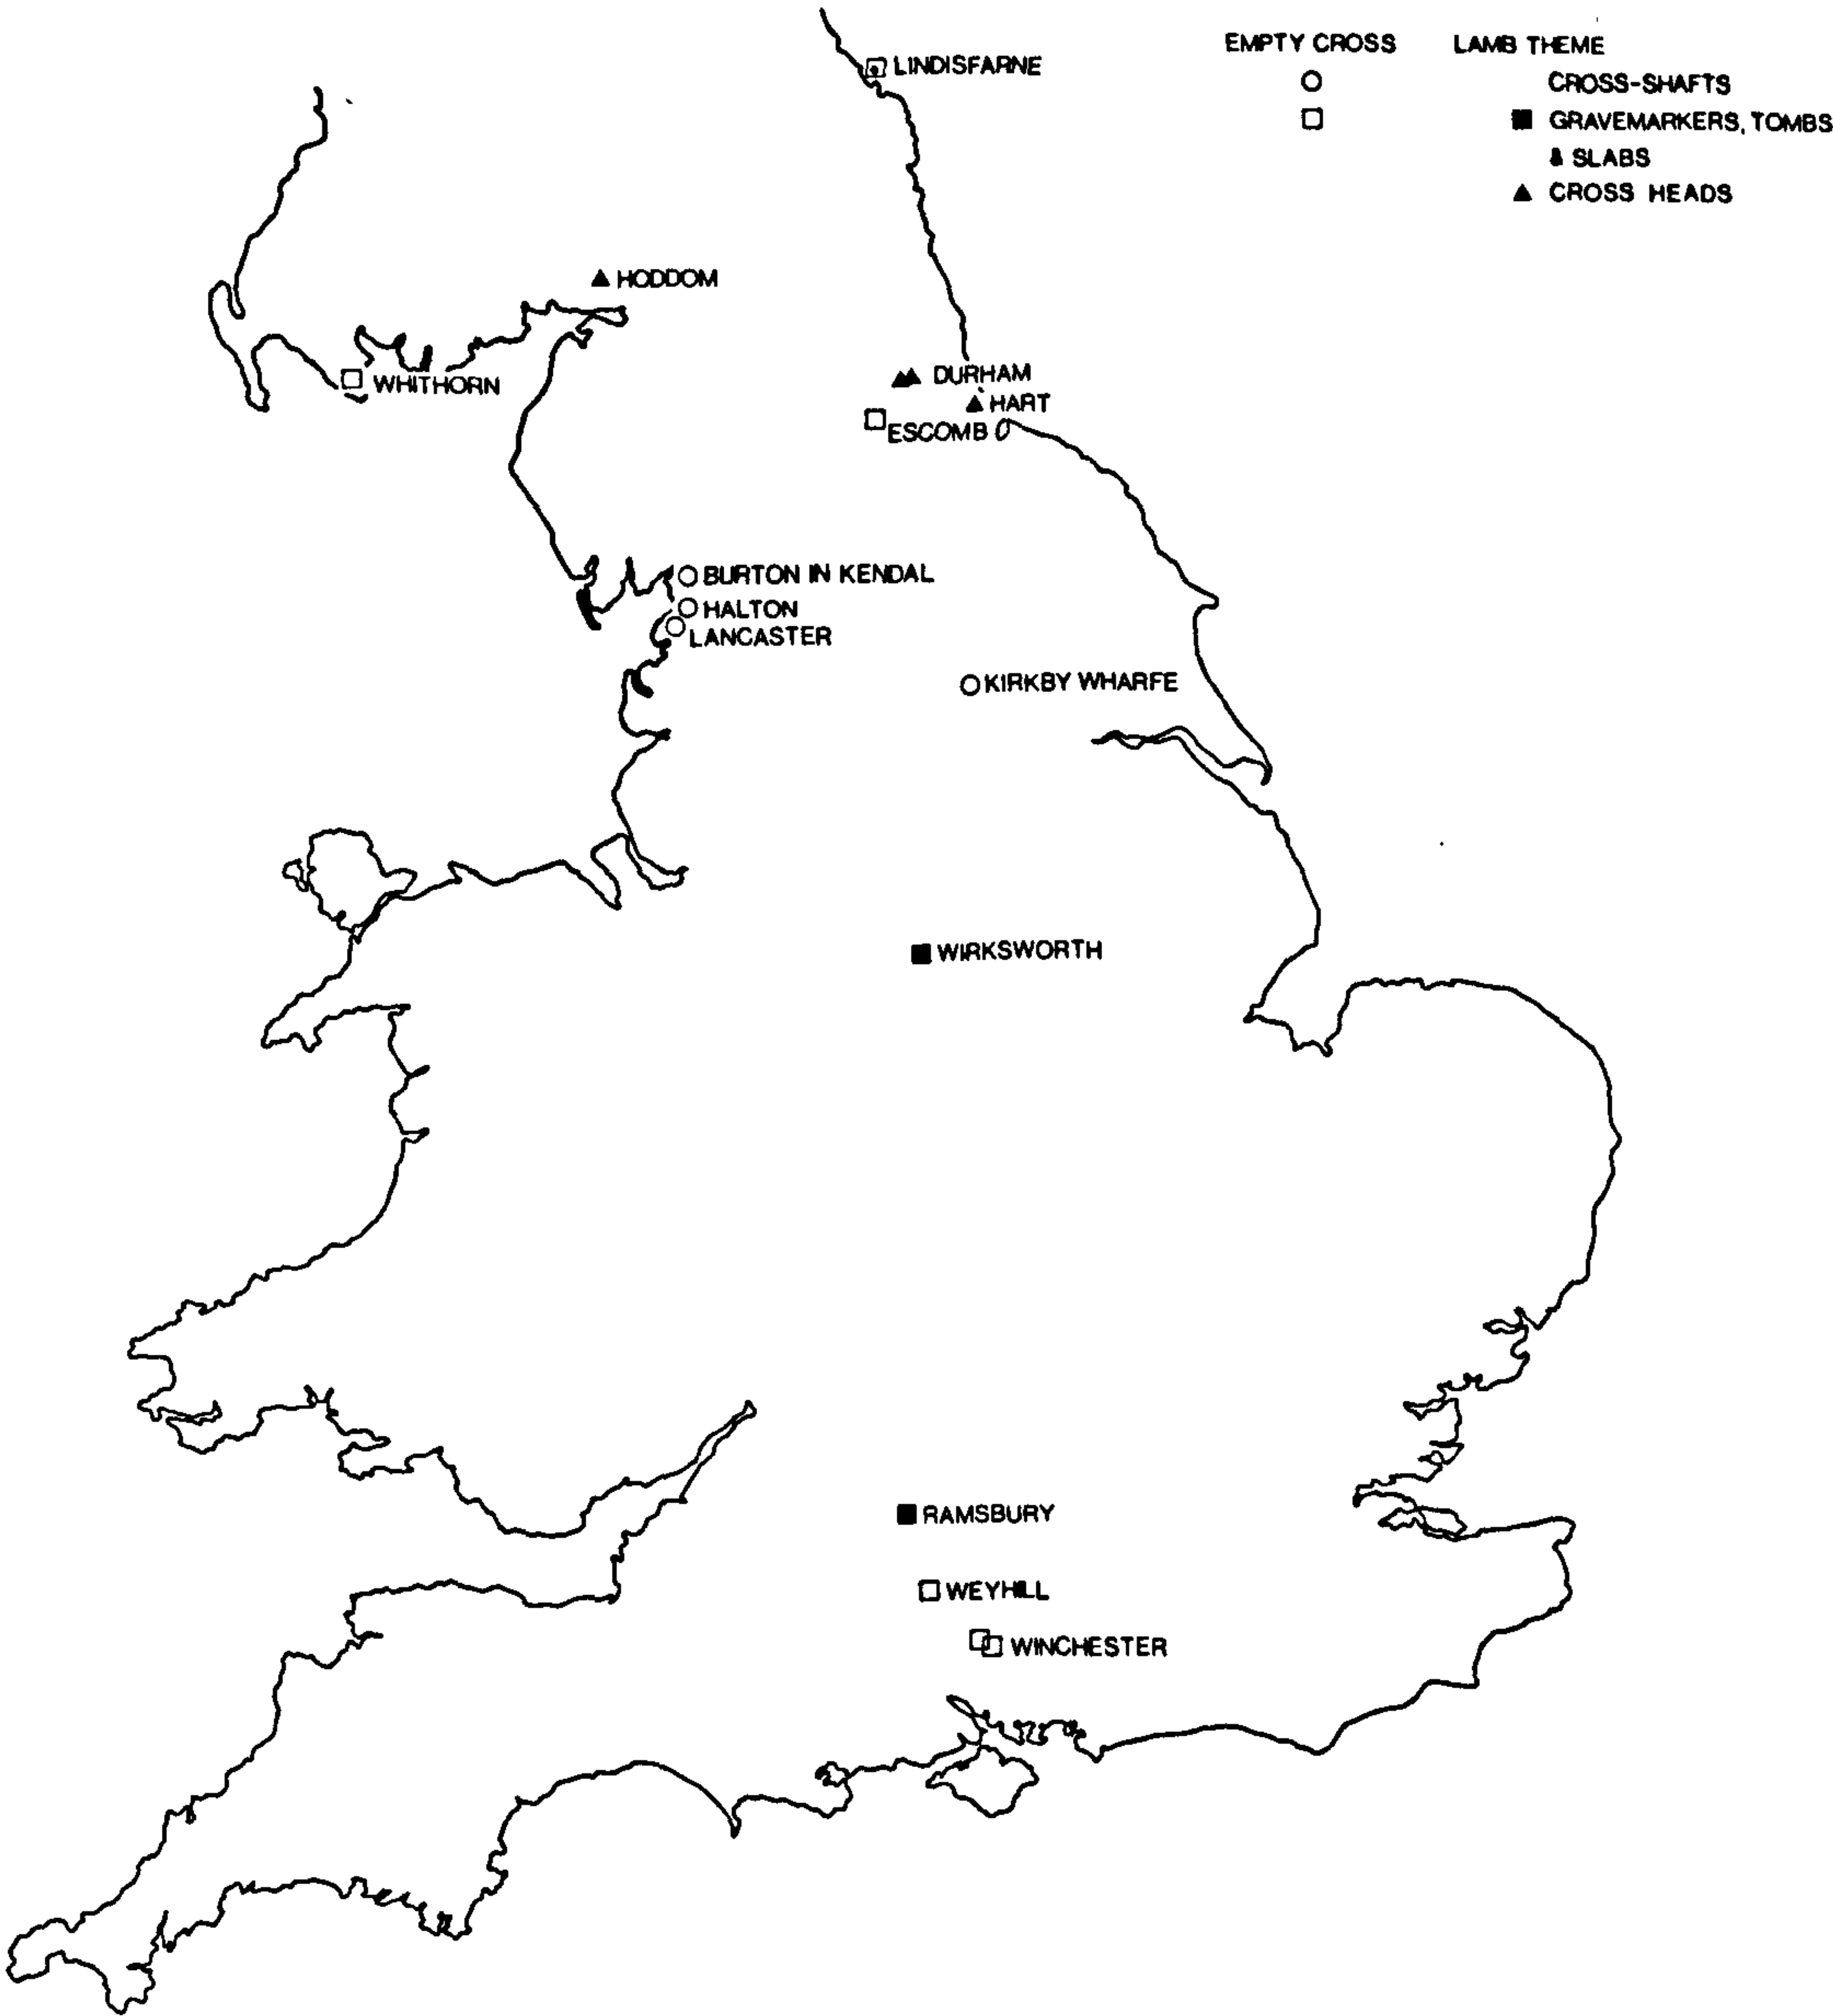 EMPTY CROSS LAMB THEME
CROSS-SHAFTS
GRAVEMARKERS, TOMBS
& SLABS
CROSS HEADS
LINDISFARNE
HODDOM
WHITHORN
DURHAM
HART
ESCOMB
BURTON IN KENDAL
HALTON
LANCASTER
KIRKBY WHARFE
WIRKSWORTH
RAMSBURY
WEYHILL
WINCHESTER